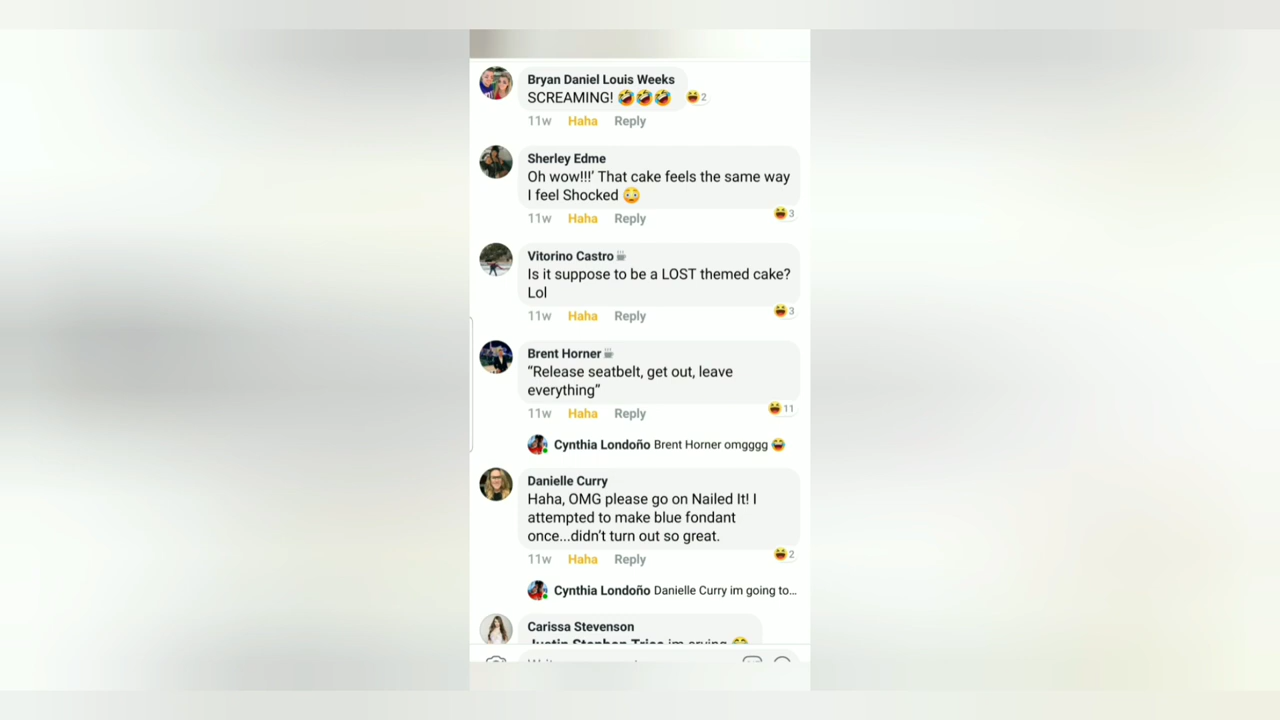 Bryan Daniel Louis Weeks
SCREAMING! 🤣🤣🤣 2
11w Haha Reply
Sherley Edme
Oh wow!!!' That cake feels the same way
I feel Shocked 😳
3
11w Haha Reply
Vitorino Castro
Is it suppose to be a LOST themed cake?
Lol
3
11w Haha Reply
Brent Horner
“Release seatbelt, get out, leave
everything”
11
11w Haha Reply
Cynthia Londoño Brent Horner omgggg 😂
Danielle Curry
Haha, OMG please go on Nailed It! I
attempted to make blue fondant
once...didn’t turn out so great.
2
11w Haha Reply
Cynthia Londoño Danielle Curry im going to...
Carissa Stevenson